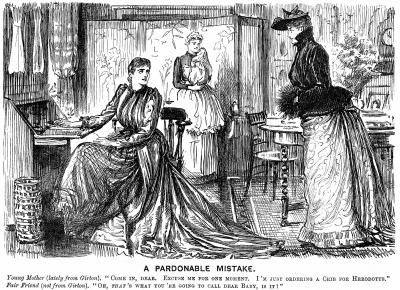 A PARDONABLE MISTAKE.
Young Mother (lately from Girton). "COME IN, DEAR. EXCUSE ME FOR ONE MOMENT. I'M JUST ORDERING A CRIB FOR HERODOTUS."
Fair Friend (not from Girton). "OH, THAT'S WHAT YOU'RE GOING TO CALL DEAR BABY, IS IT!"